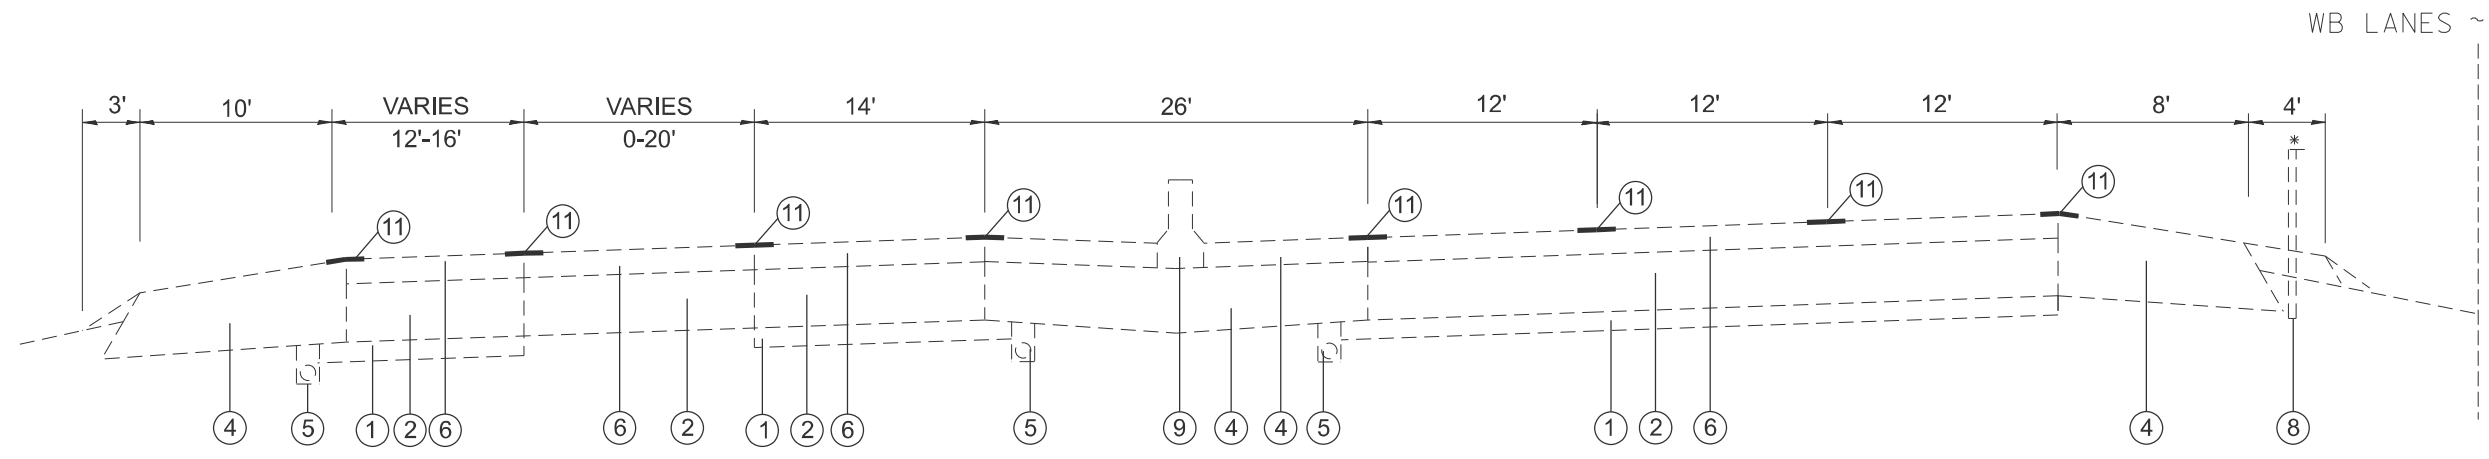 WB LANES ~
3' 10' VARIES VARIES 14' 26' 12' 12' 12' 8' 4'
12'-16' 0-20'
*
11 11 11 11 11 11 11 11
4 5 1 2 6 6 2 1 2 6 5 9 4 4 5 1 2 6 4 8